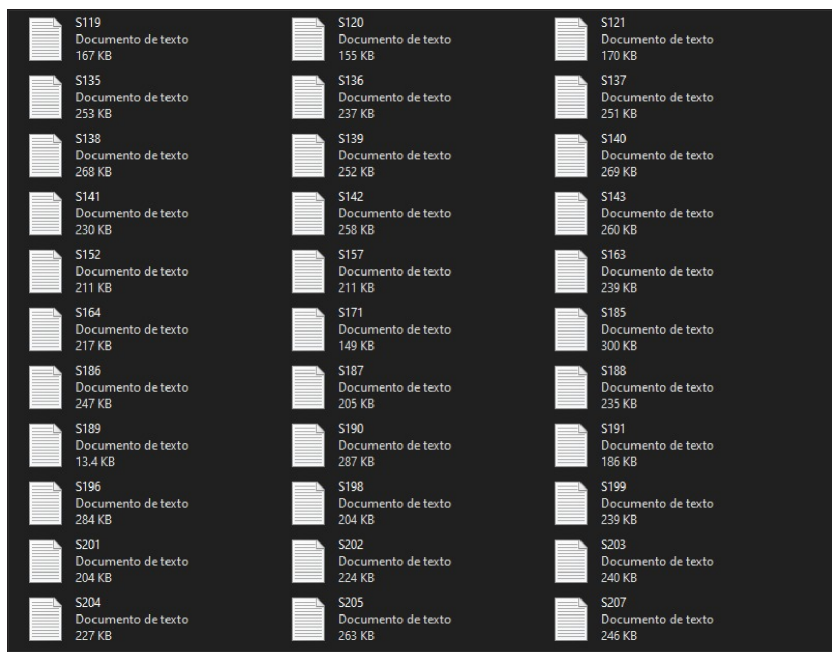 S119
Documento de texto
167 KB
S120
Documento de texto
155 KB
S121
Documento de texto
170 KB
S135
Documento de texto
253 KB
S136
Documento de texto
237 KB
S137
Documento de texto
251 KB
S138
Documento de texto
268 KB
S139
Documento de texto
252 KB
S140
Documento de texto
269 KB
S141
Documento de texto
230 KB
S142
Documento de texto
258 KB
S143
Documento de texto
260 KB
S152
Documento de texto
211 KB
S157
Documento de texto
211 KB
S163
Documento de texto
239 KB
S164
Documento de texto
217 KB
S171
Documento de texto
149 KB
S185
Documento de texto
300 KB
S186
Documento de texto
247 KB
S187
Documento de texto
205 KB
S188
Documento de texto
235 KB
S189
Documento de texto
13.4 KB
S190
Documento de texto
287 KB
S191
Documento de texto
186 KB
S196
Documento de texto
284 KB
S198
Documento de texto
204 KB
S199
Documento de texto
239 KB
S201
Documento de texto
204 KB
S202
Documento de texto
224 KB
S203
Documento de texto
240 KB
S204
Documento de texto
227 KB
S205
Documento de texto
263 KB
S207
Documento de texto
246 KB